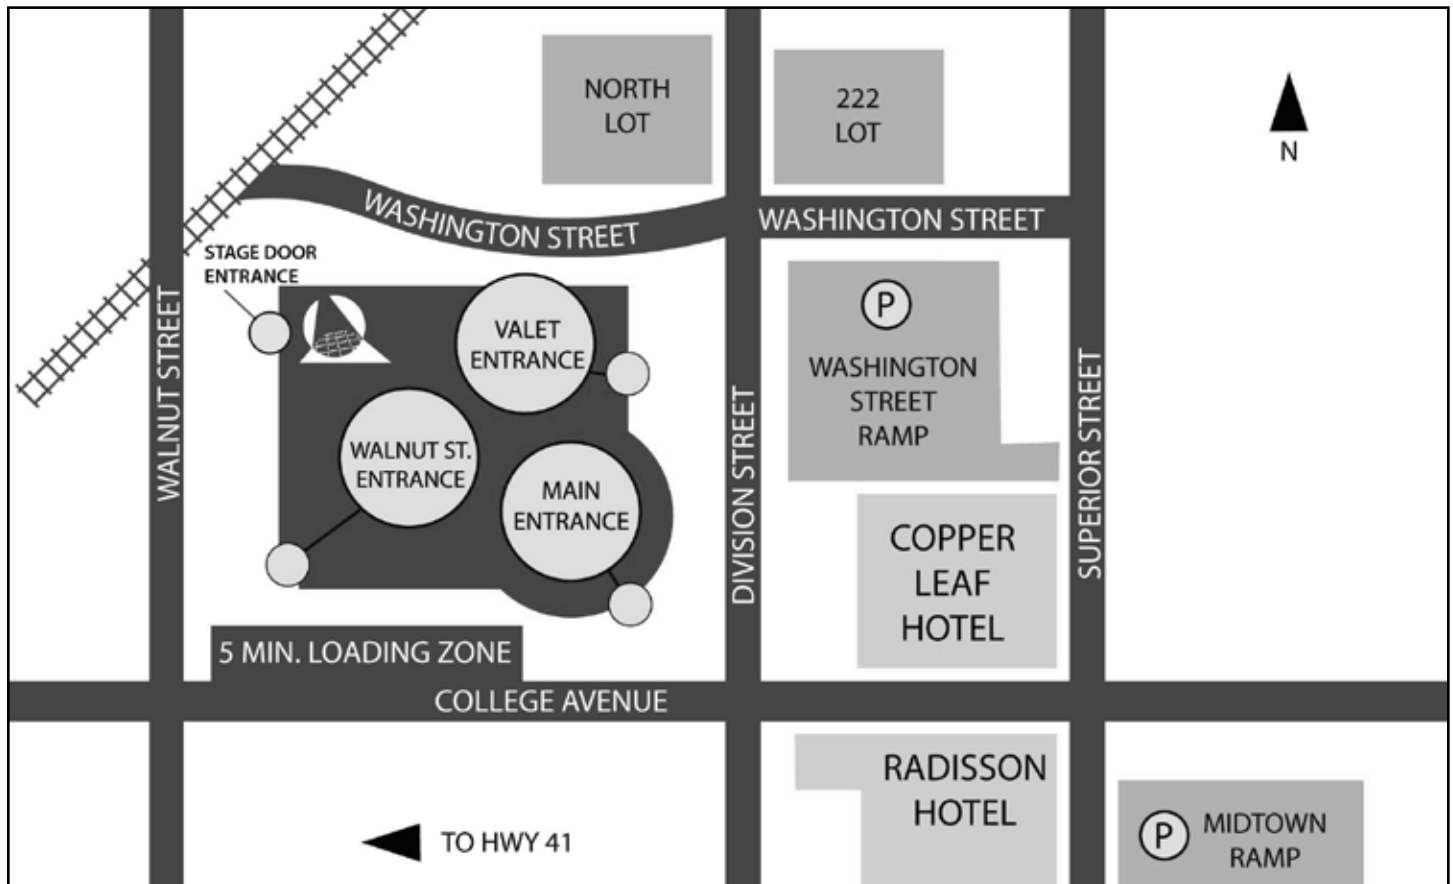 NORTH
LOT
222
LOT
N
WASHINGTON STREET
WASHINGTON STREET
STAGE DOOR
ENTRANCE
WALNUT STREET
VALET
ENTRANCE
WALNUT ST.
ENTRANCE
MAIN
ENTRANCE
DIVISION STREET
P
WASHINGTON
STREET
RAMP
SUPERIOR STREET
COPPER
LEAF
HOTEL
5 MIN. LOADING ZONE
COLLEGE AVENUE
RADISSON
HOTEL
TO HWY 41
P
MIDTOWN
RAMP